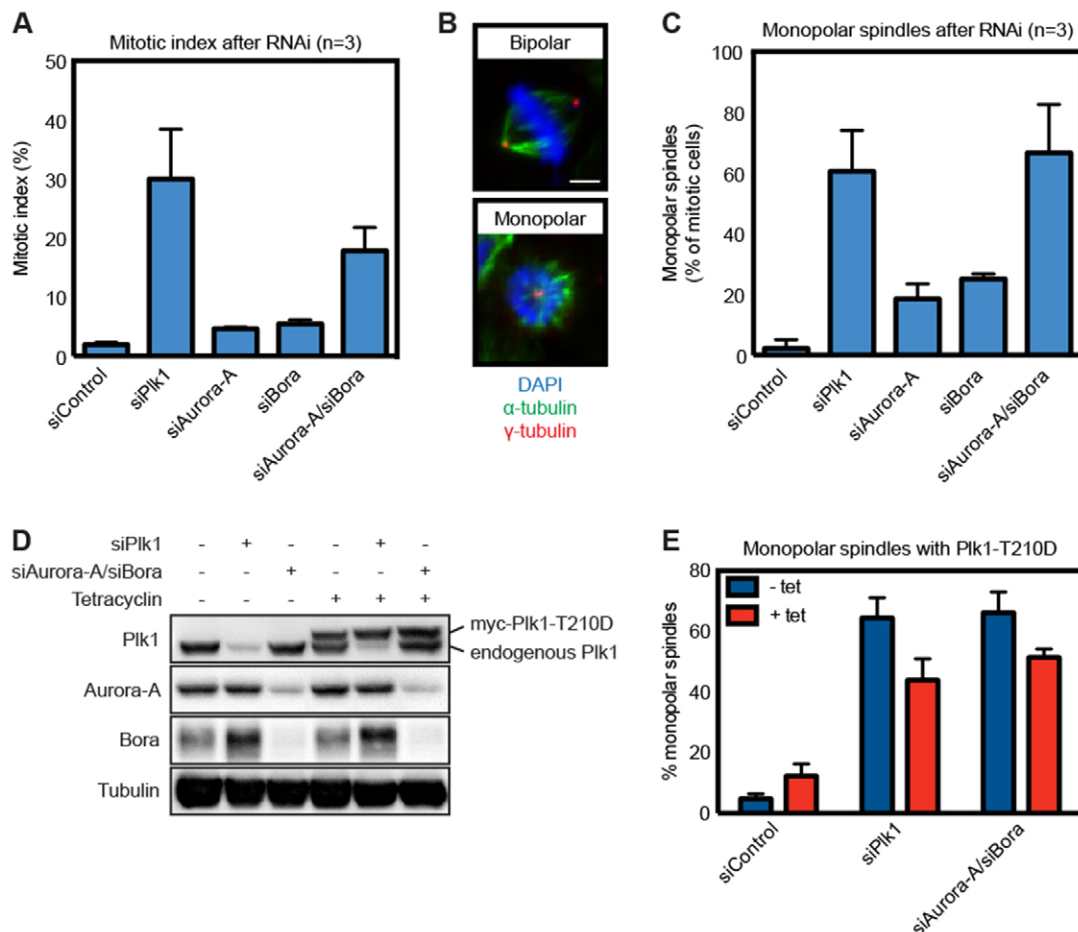 A
Mitotic index after RNAi (n=3)
Mitotic index (%)
50
40
30
20
10
0
siControl
siPlk1
siAurora-A
siBora
siAurora-A/siBora
B
Bipolar
Monopolar
DAPI
α-tubulin
γ-tubulin
C
Monopolar spindles after RNAi (n=3)
Monopolar spindles
(% of mitotic cells)
100
80
60
40
20
0
siControl
siPlk1
siAurora-A
siBora
siAurora-A/siBora
D
siPlk1 - + - - + -
siAurora-A/siBora - - + - - +
Tetracyclin - - - + + +
Plk1
myc-Plk1-T210D
endogenous Plk1
Aurora-A
Bora
Tubulin
E
Monopolar spindles with Plk1-T210D
% monopolar spindles
80
60
40
20
0
- tet
+ tet
siControl
siPlk1
siAurora-A/siBora